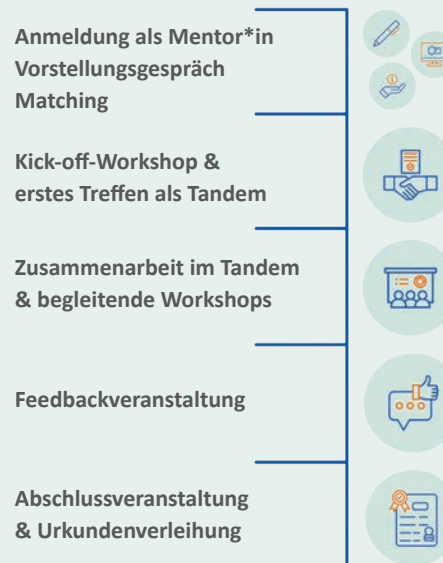 Anmeldung als Mentor*in
Vorstellungsgespräch
Matching
Kick-off-Workshop &
erstes Treffen als Tandem
Zusammenarbeit im Tandem
& begleitende Workshops
Feedbackveranstaltung
Abschlussveranstaltung
& Urkundenverleihung